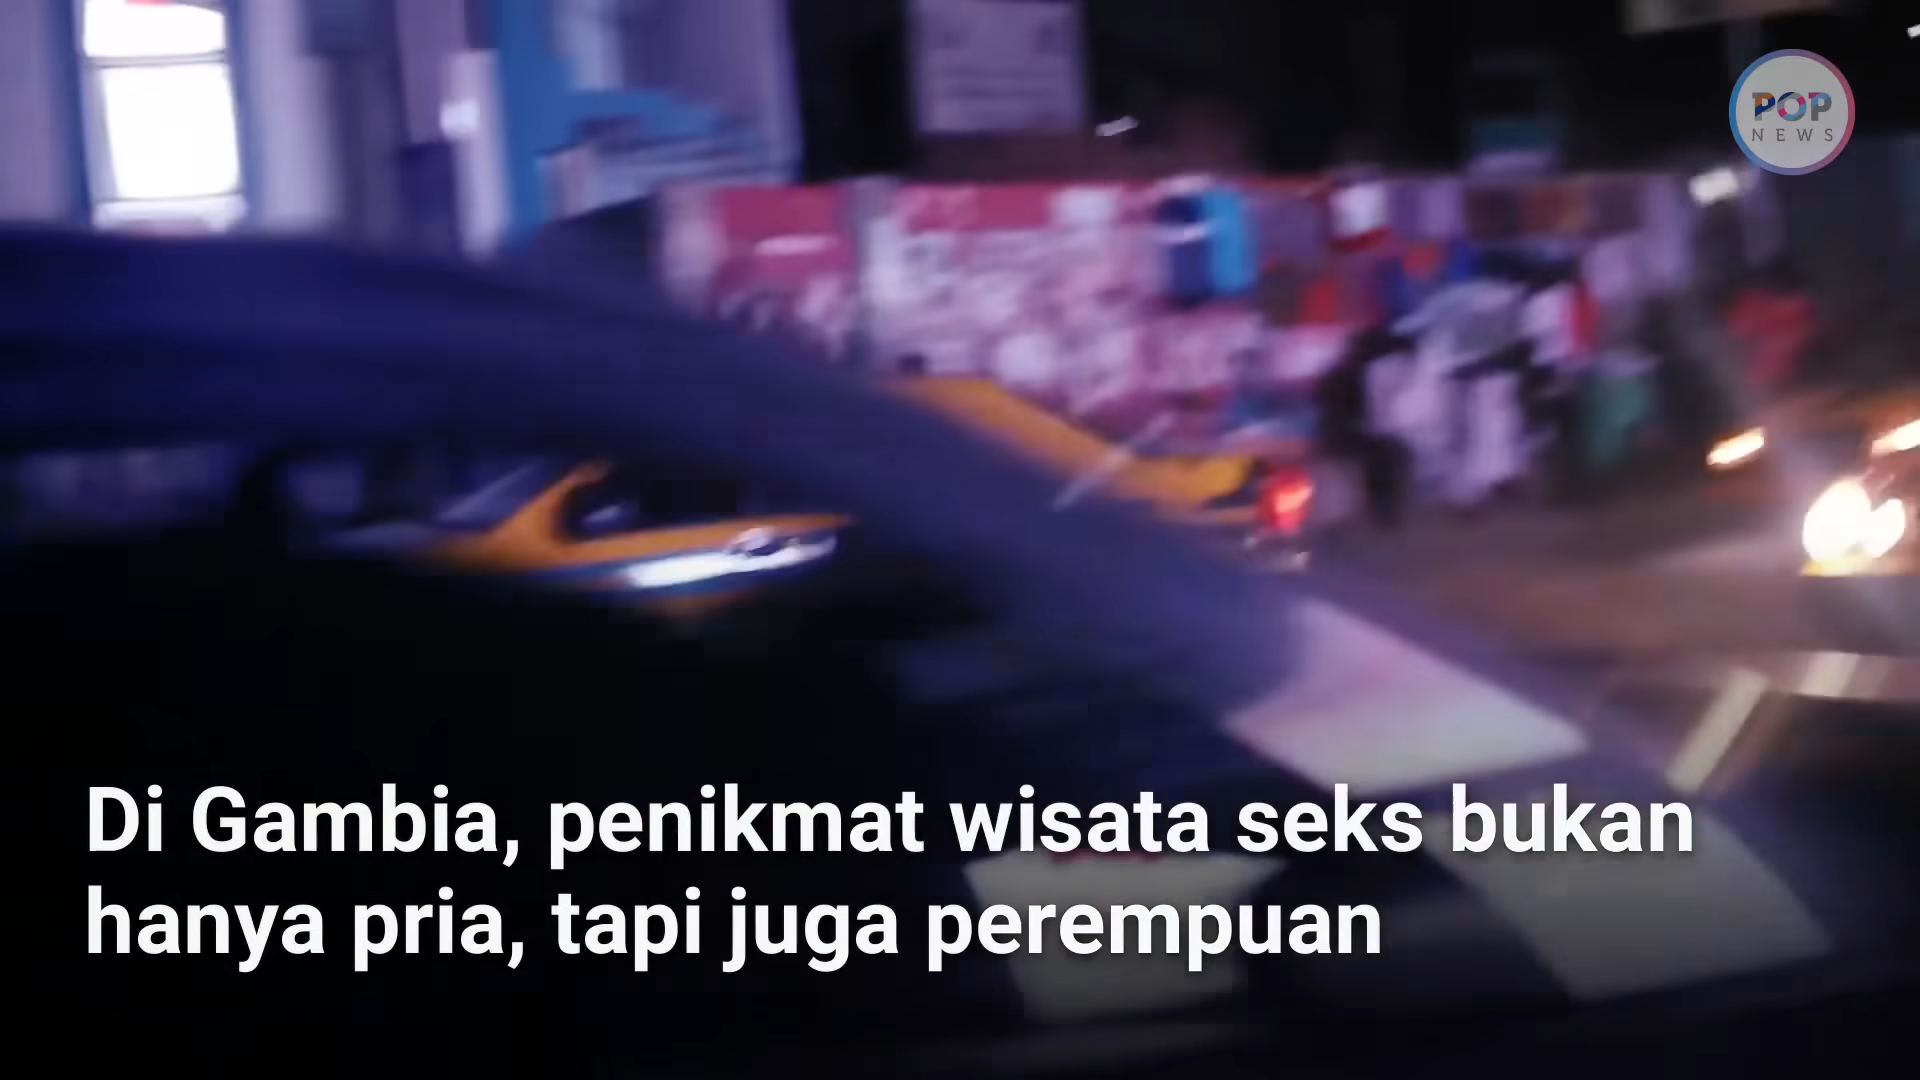 POP
NEWS
Di Gambia, penikmat wisata seks bukan
hanya pria, tapi juga perempuan